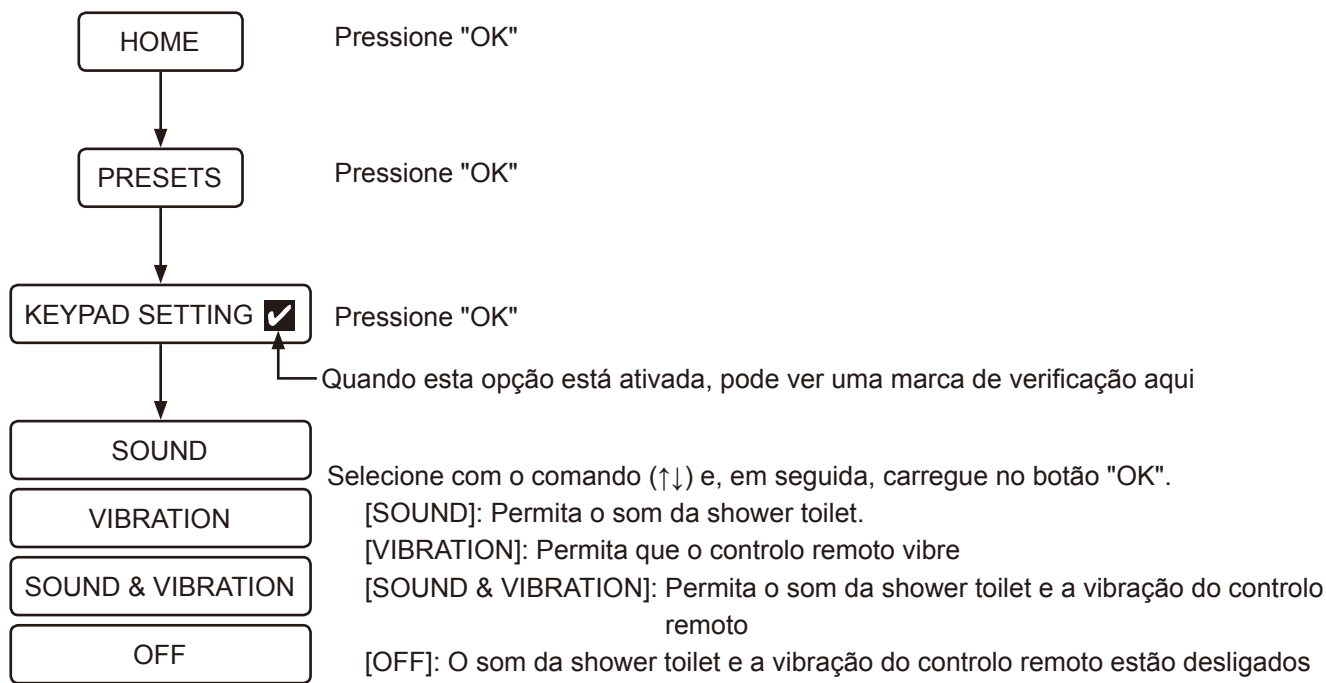 HOME
Pressione "OK"
PRESETS
Pressione "OK"
KEYPAD SETTING ✔
Pressione "OK"
Quando esta opção está ativada, pode ver uma marca de verificação aqui
SOUND
VIBRATION
SOUND & VIBRATION
OFF
Selecione com o comando (↑↓) e, em seguida, carregue no botão "OK".
[SOUND]: Permita o som da shower toilet.
[VIBRATION]: Permita que o controlo remoto vibre
[SOUND & VIBRATION]: Permita o som da shower toilet e a vibração do controlo
remoto
[OFF]: O som da shower toilet e a vibração do controlo remoto estão desligados